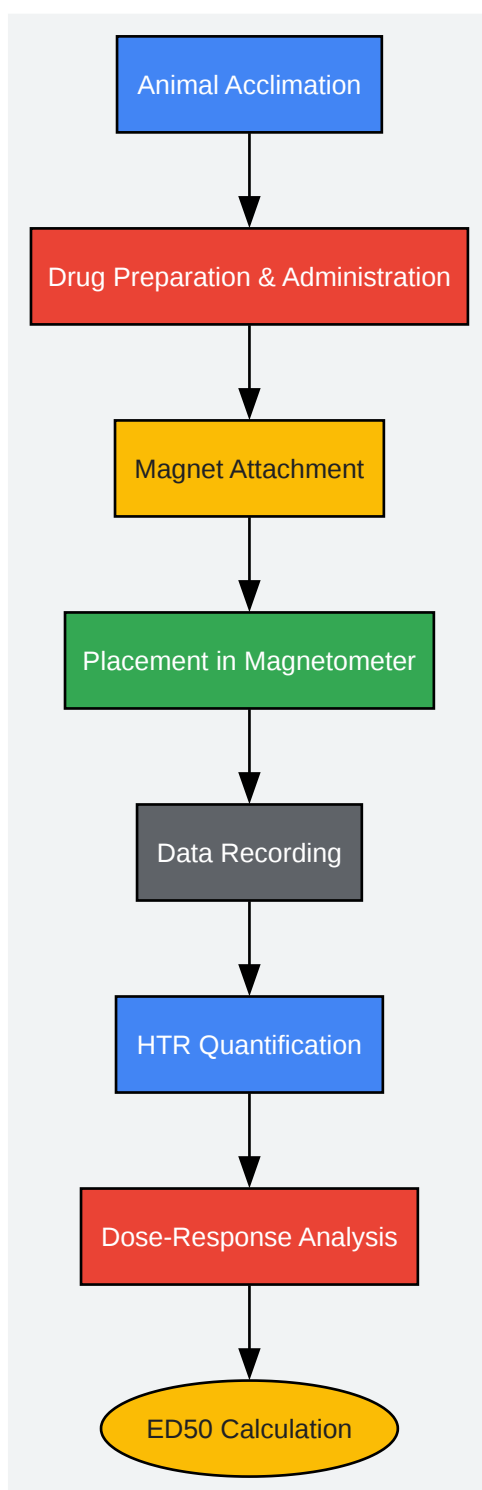 Animal Acclimation
Drug Preparation & Administration
Magnet Attachment
Placement in Magnetometer
Data Recording
HTR Quantification
Dose-Response Analysis
ED50 Calculation